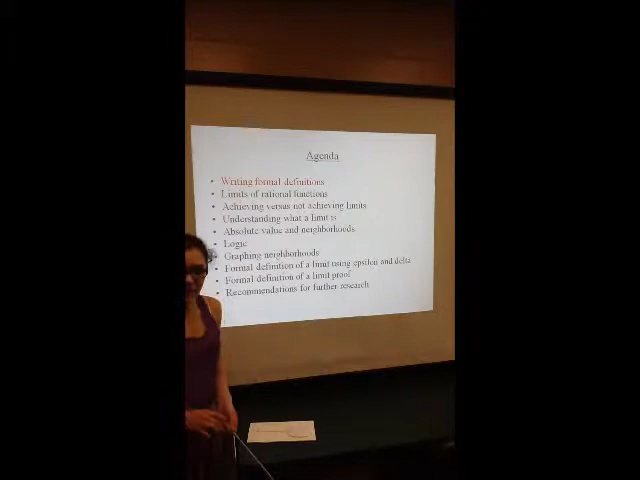 Agenda
• Writing formal definitions
• Limits of rational functions
• Achieving versus not achieving limits
• Understanding what a limit is
• Absolute value and neighborhoods
• Logic
• Graphing neighborhoods
• Formal definition of a limit using epsilon and delta
• Formal definition of a limit proof
• Recommendations for further research